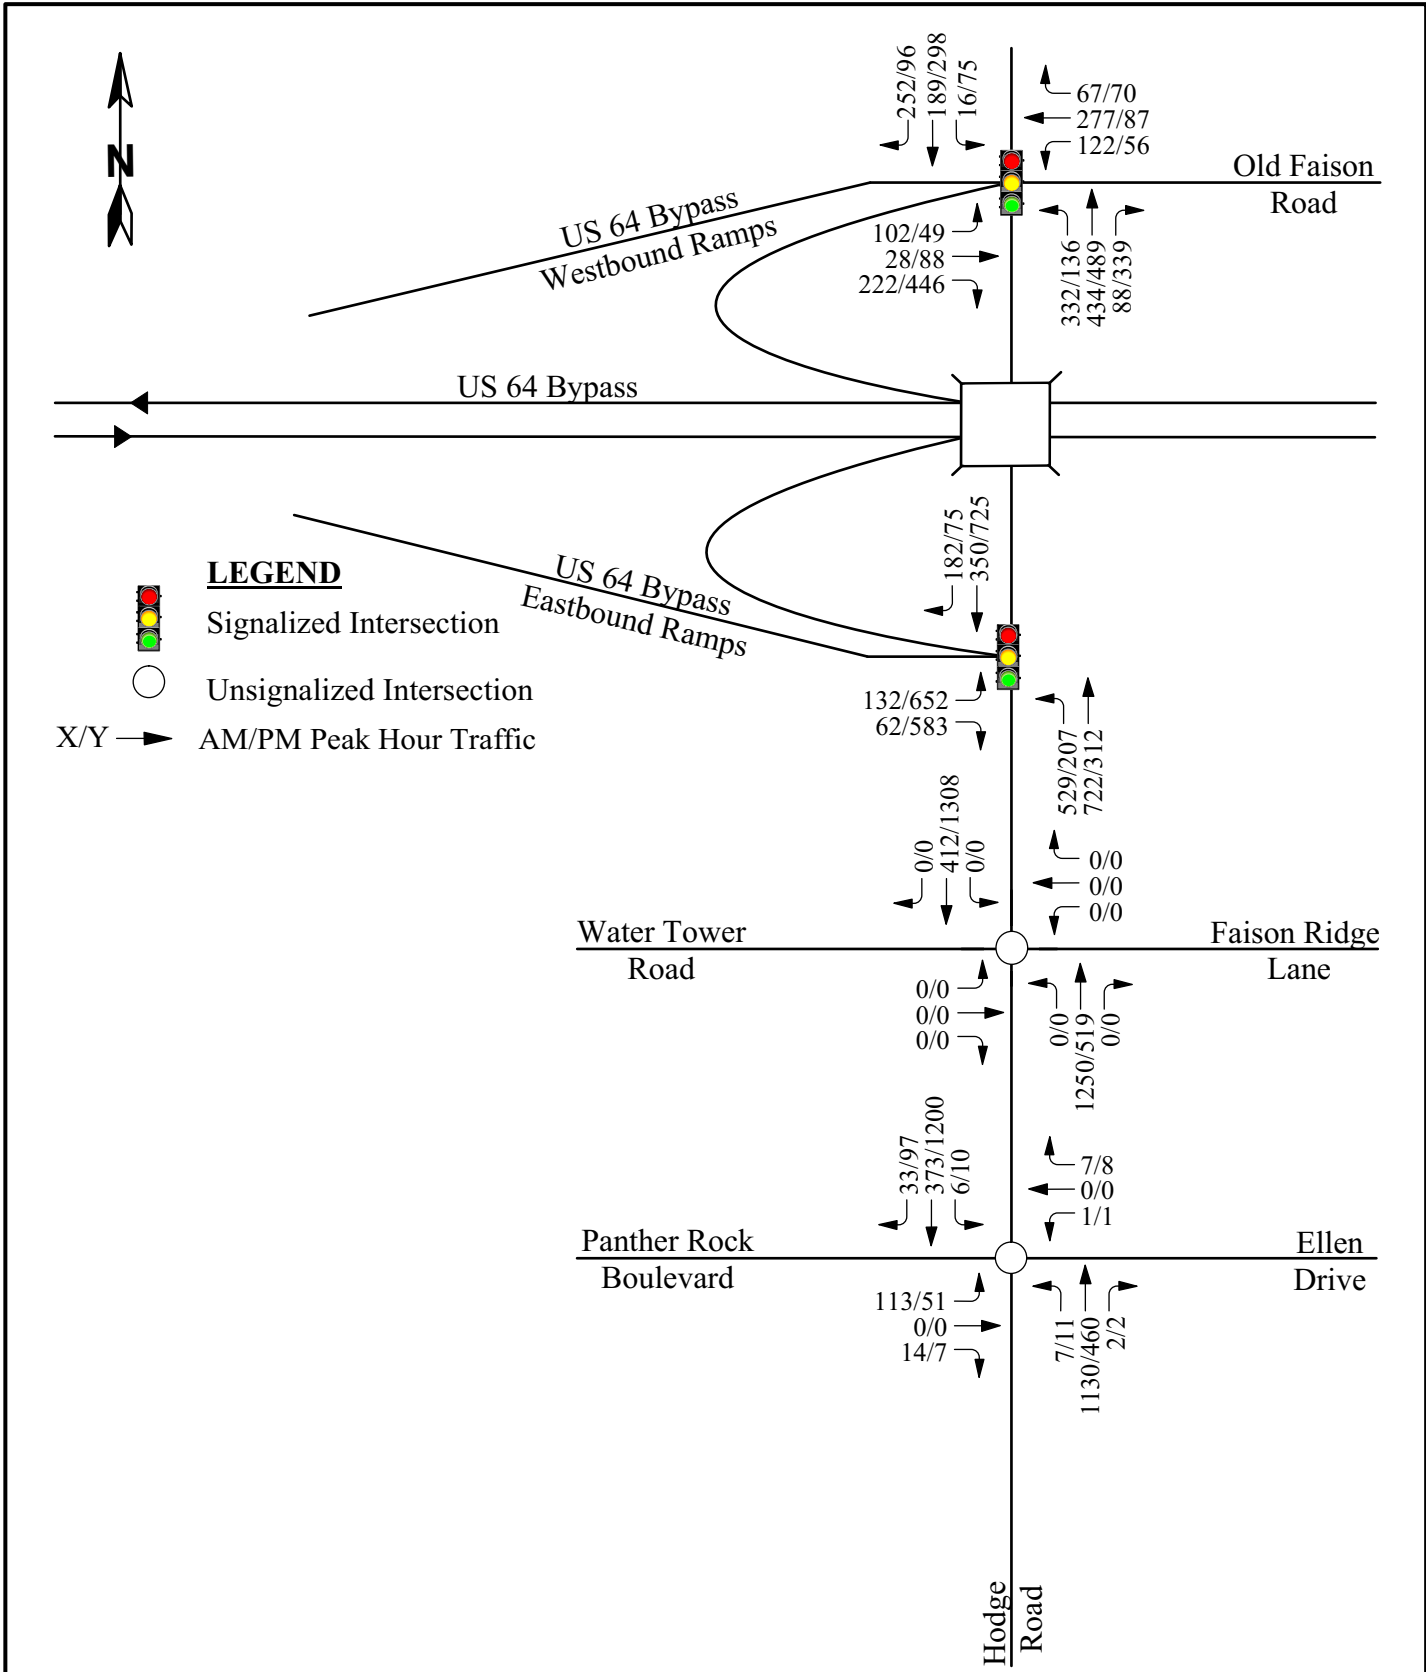 N
252/96
189/298
16/75
67/70
277/87
122/56
Old Faison
Road
US 64 Bypass
Westbound Ramps
102/49
28/88
222/446
332/136
434/489
88/339
US 64 Bypass
182/75
350/725
US 64 Bypass
Eastbound Ramps
LEGEND
Signalized Intersection
Unsignalized Intersection
X/Y AM/PM Peak Hour Traffic
132/652
62/583
529/207
722/312
0/0
412/1308
0/0
0/0
0/0
0/0
Water Tower
Road
Faison Ridge
Lane
0/0
0/0
0/0
0/0
1250/519
0/0
33/97
373/1200
6/10
7/8
0/0
1/1
Panther Rock
Boulevard
Ellen
Drive
113/51
0/0
14/7
7/11
1130/460
2/2
Hodge
Road